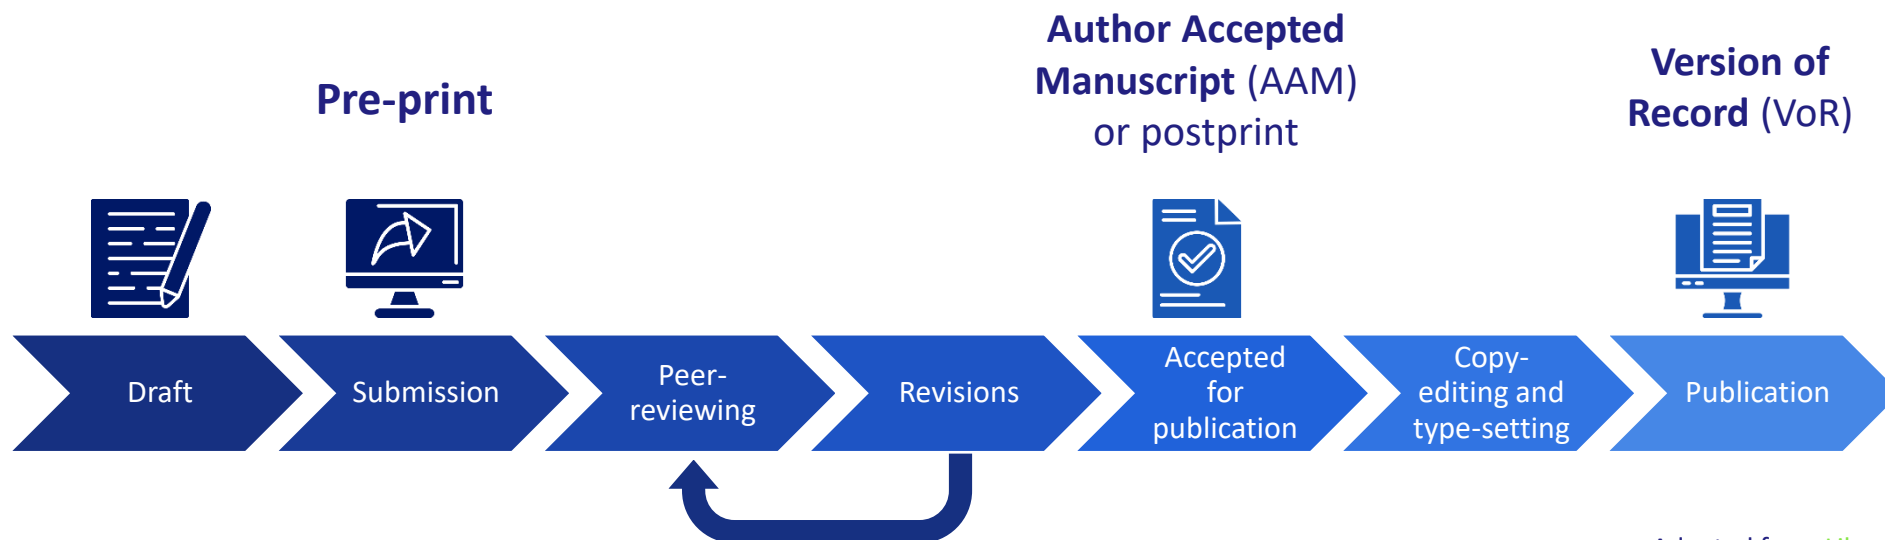 Pre-print
Author Accepted
Manuscript (AAM)
or postprint
Version of
Record (VoR)
Draft
Submission
Peer-
reviewing
Revisions
Accepted
for
publication
Copy-
editing and
type-setting
Publication